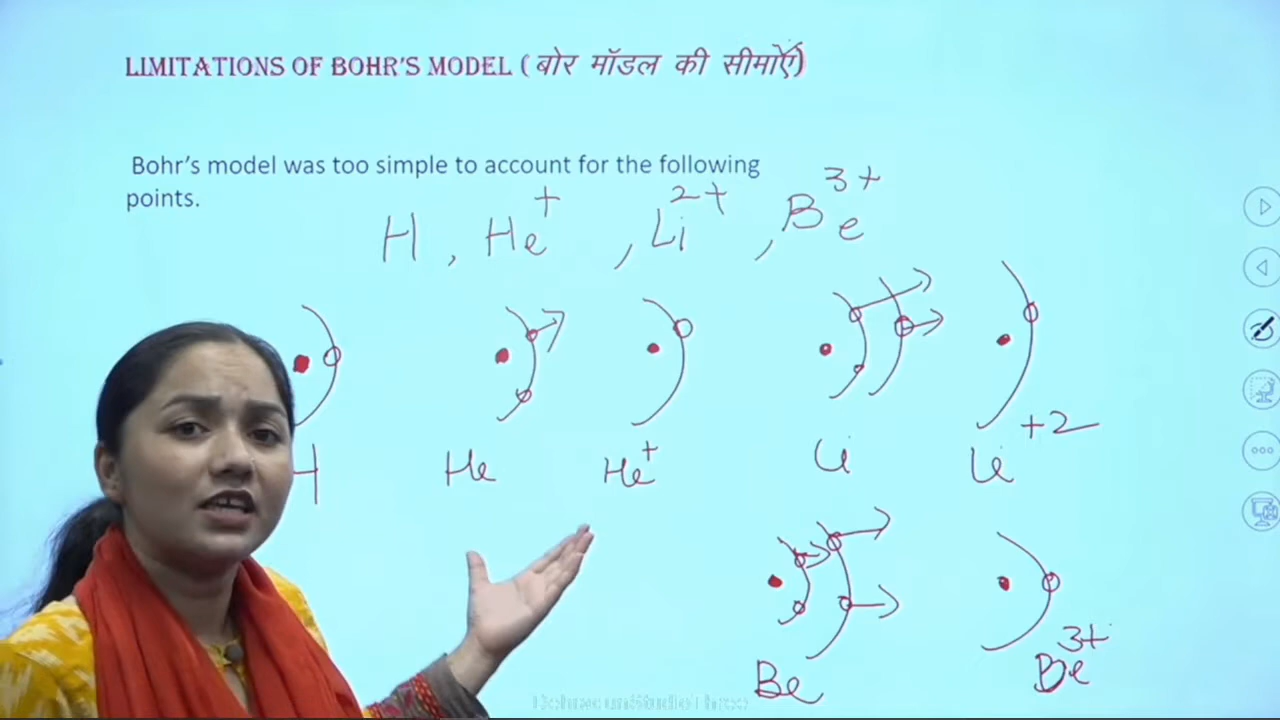 LIMITATIONS OF BOHR'S MODEL ( बोर मॉडल की सीमाएँ)
Bohr's model was too simple to account for the following
points.
H , He+ , Li2+ , Be3+
H He He+ Li Li+2
Be Be3+